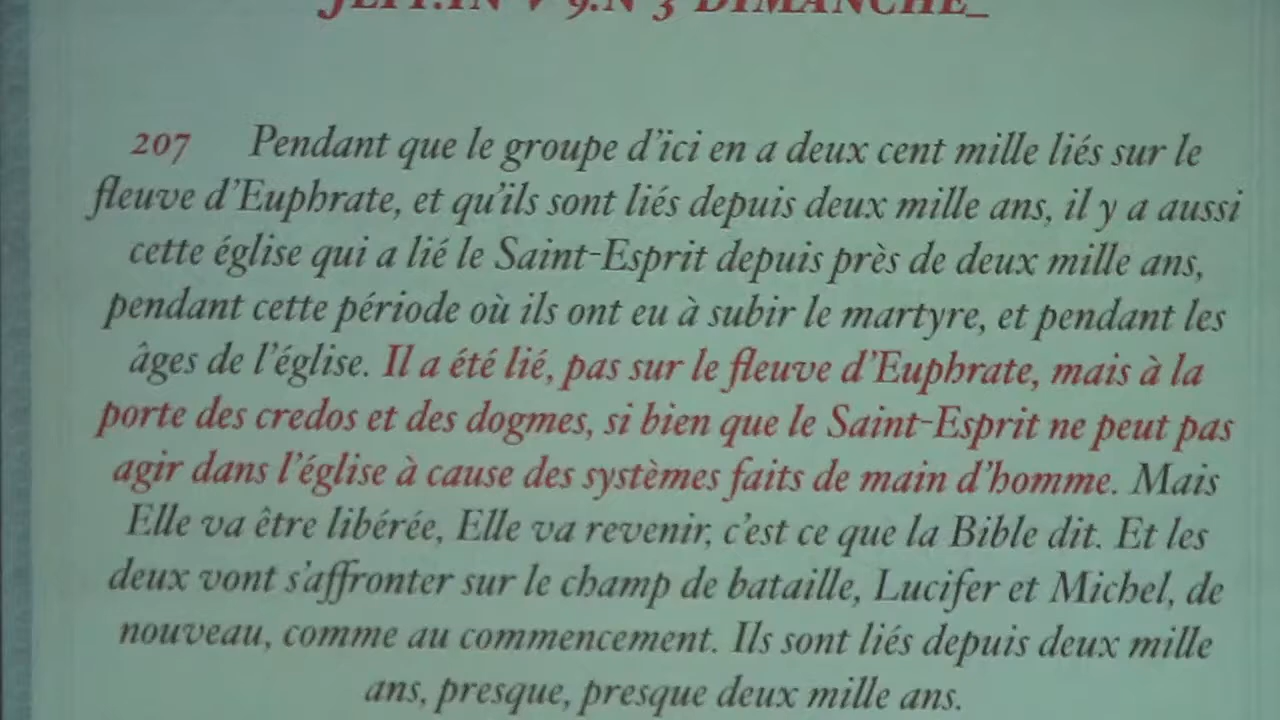 DIMANCHE_
207 Pendant que le groupe d'ici en a deux cent mille liés sur le
fleuve d'Euphrate, et qu'ils sont liés depuis deux mille ans, il y a aussi
cette église qui a lié le Saint-Esprit depuis près de deux mille ans,
pendant cette période où ils ont eu à subir le martyre, et pendant les
âges de l'église. Il a été lié, pas sur le fleuve d'Euphrate, mais à la
porte des credos et des dogmes, si bien que le Saint-Esprit ne peut pas
agir dans l'église à cause des systèmes faits de main d'homme. Mais
Elle va être libérée, Elle va revenir, c'est ce que la Bible dit. Et les
deux vont s'affronter sur le champ de bataille, Lucifer et Michel, de
nouveau, comme au commencement. Ils sont liés depuis deux mille
ans, presque, presque deux mille ans.